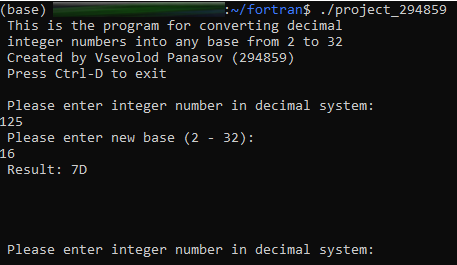 (base) :~/fortran$ ./project_294859
This is the program for converting decimal
integer numbers into any base from 2 to 32
Created by Vsevolod Panasov (294859)
Press Ctrl-D to exit
Please enter integer number in decimal system:
125
Please enter new base (2 - 32):
16
Result: 7D
Please enter integer number in decimal system: